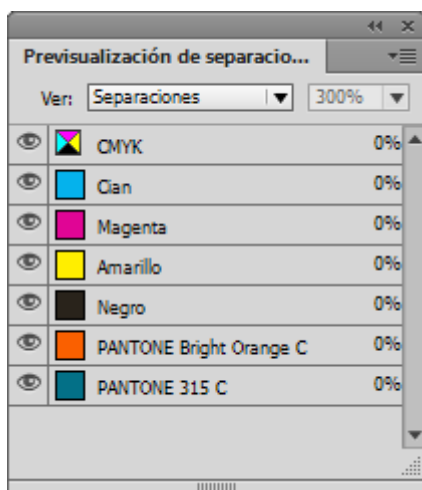 Previsualización de separacio...
Ver: Separaciones 300%
CMYK 0%
Cian 0%
Magenta 0%
Amarillo 0%
Negro 0%
PANTONE Bright Orange C 0%
PANTONE 315 C 0%